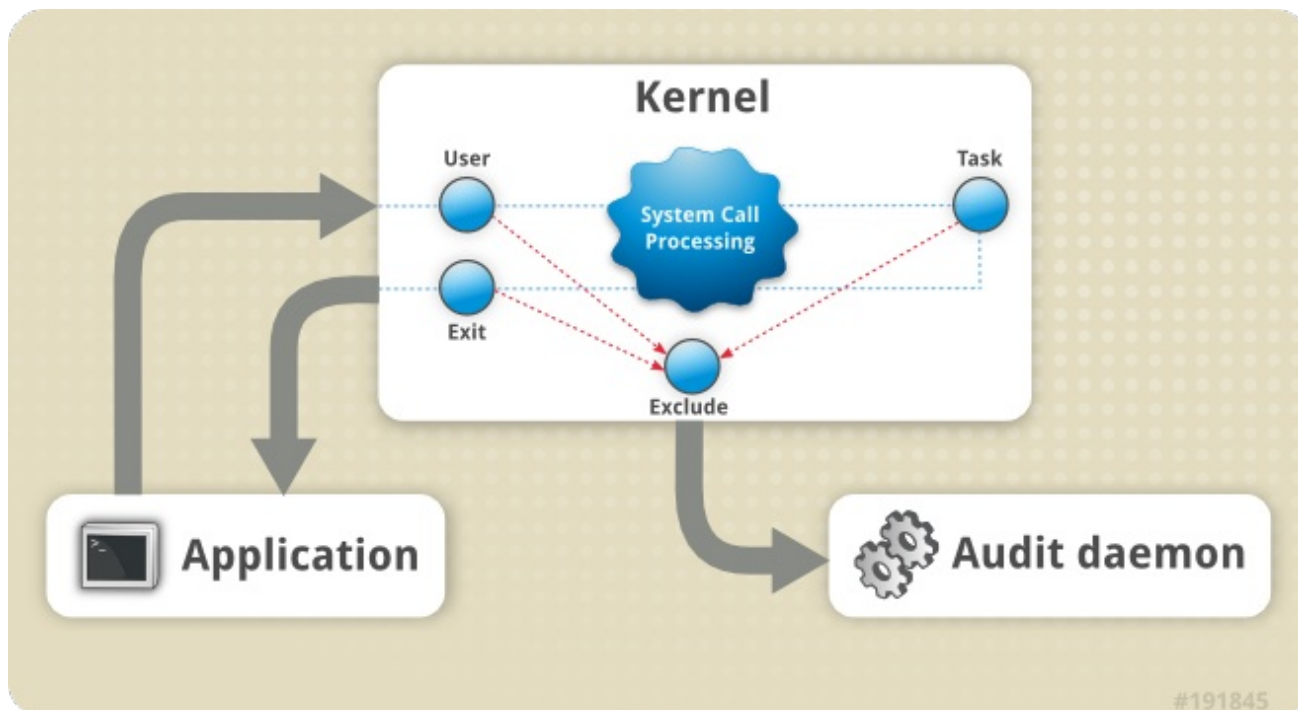 Kernel
User
Task
System Call
Processing
Exit
Exclude
>_
Application
Audit daemon
#191845